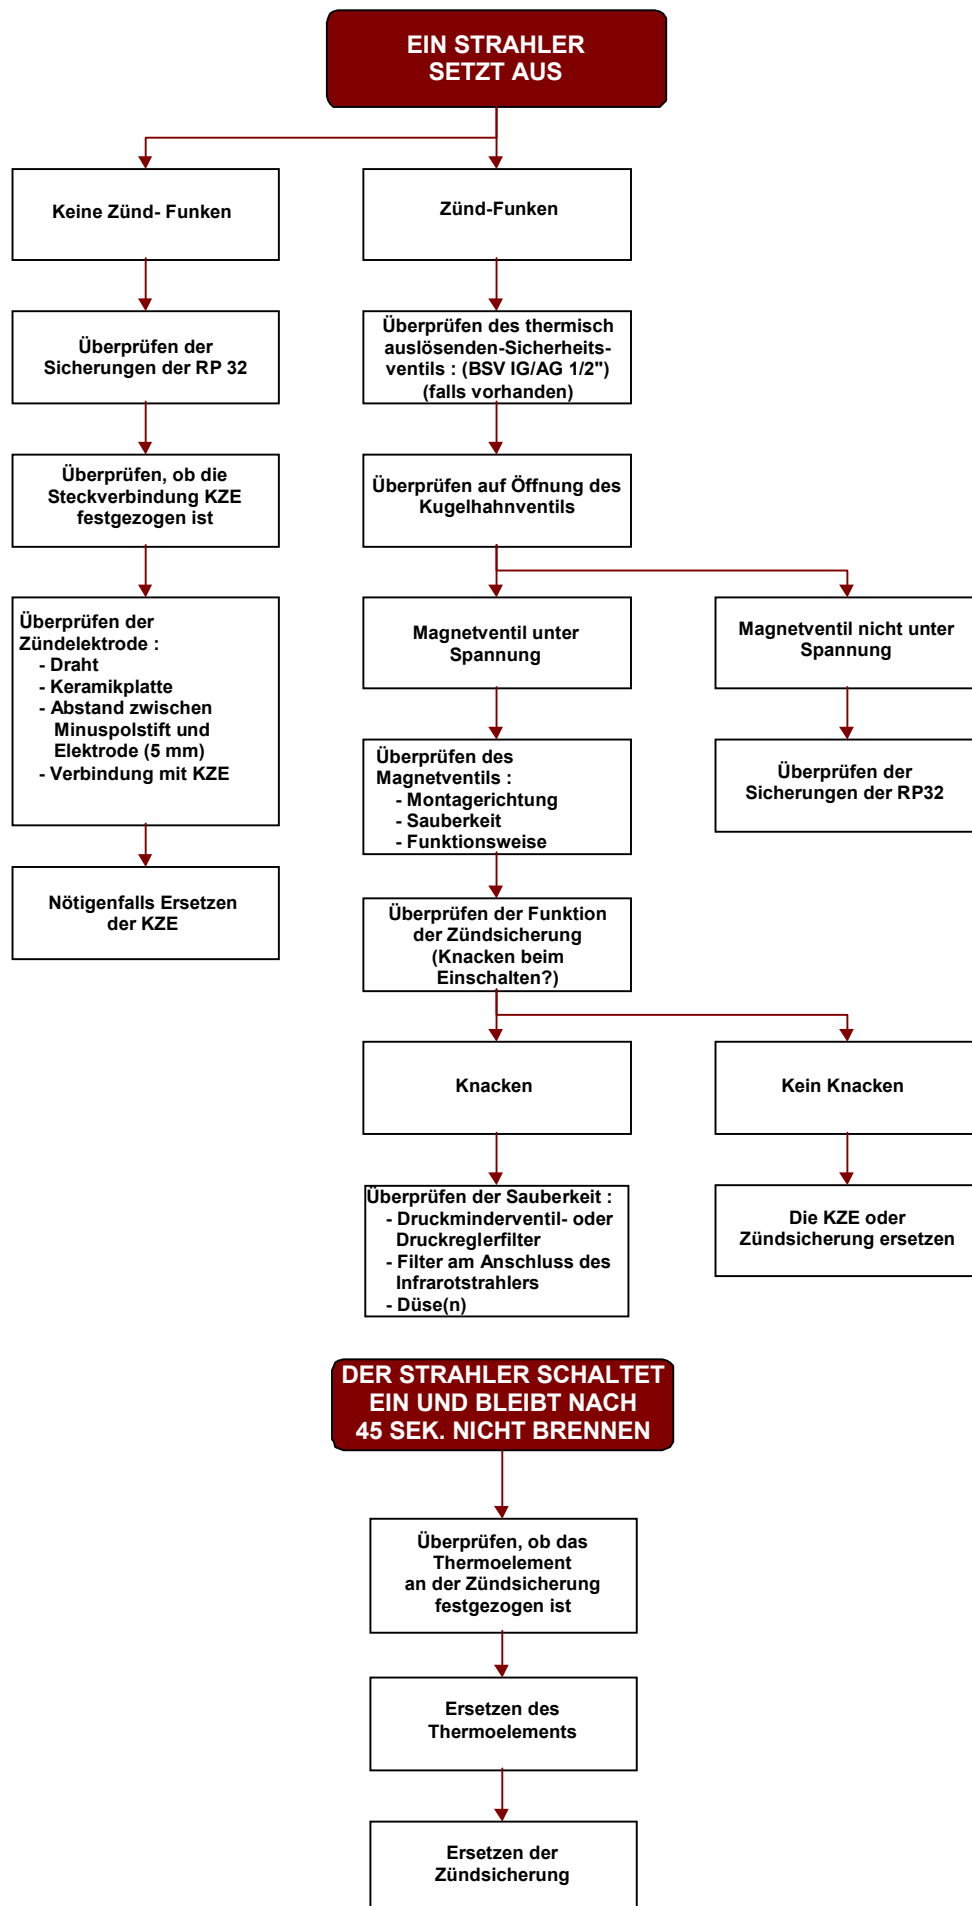 EIN STRAHLER
SETZT AUS
Keine Zünd- Funken
Zünd-Funken
Überprüfen der
Sicherungen der RP 32
Überprüfen des thermisch
auslösenden-Sicherheits-
ventils : (BSV IG/AG 1/2")
(falls vorhanden)
Überprüfen, ob die
Steckverbindung KZE
festgezogen ist
Überprüfen auf Öffnung des
Kugelhahnventils
Überprüfen der
Zündelektrode :
- Draht
- Keramikplatte
- Abstand zwischen
Minuspolstift und
Elektrode (5 mm)
- Verbindung mit KZE
Magnetventil unter
Spannung
Magnetventil nicht unter
Spannung
Überprüfen des
Magnetventils :
- Montagerichtung
- Sauberkeit
- Funktionsweise
Überprüfen der
Sicherungen der RP32
Nötigenfalls Ersetzen
der KZE
Überprüfen der Funktion
der Zündsicherung
(Knacken beim
Einschalten?)
Knacken
Kein Knacken
Überprüfen der Sauberkeit :
- Druckminderventil- oder
Druckreglerfilter
- Filter am Anschluss des
Infrarotstrahlers
- Düse(n)
Die KZE oder
Zündsicherung ersetzen
DER STRAHLER SCHALTET
EIN UND BLEIBT NACH
45 SEK. NICHT BRENNEN
Überprüfen, ob das
Thermoelement
an der Zündsicherung
festgezogen ist
Ersetzen des
Thermoelements
Ersetzen der
Zündsicherung